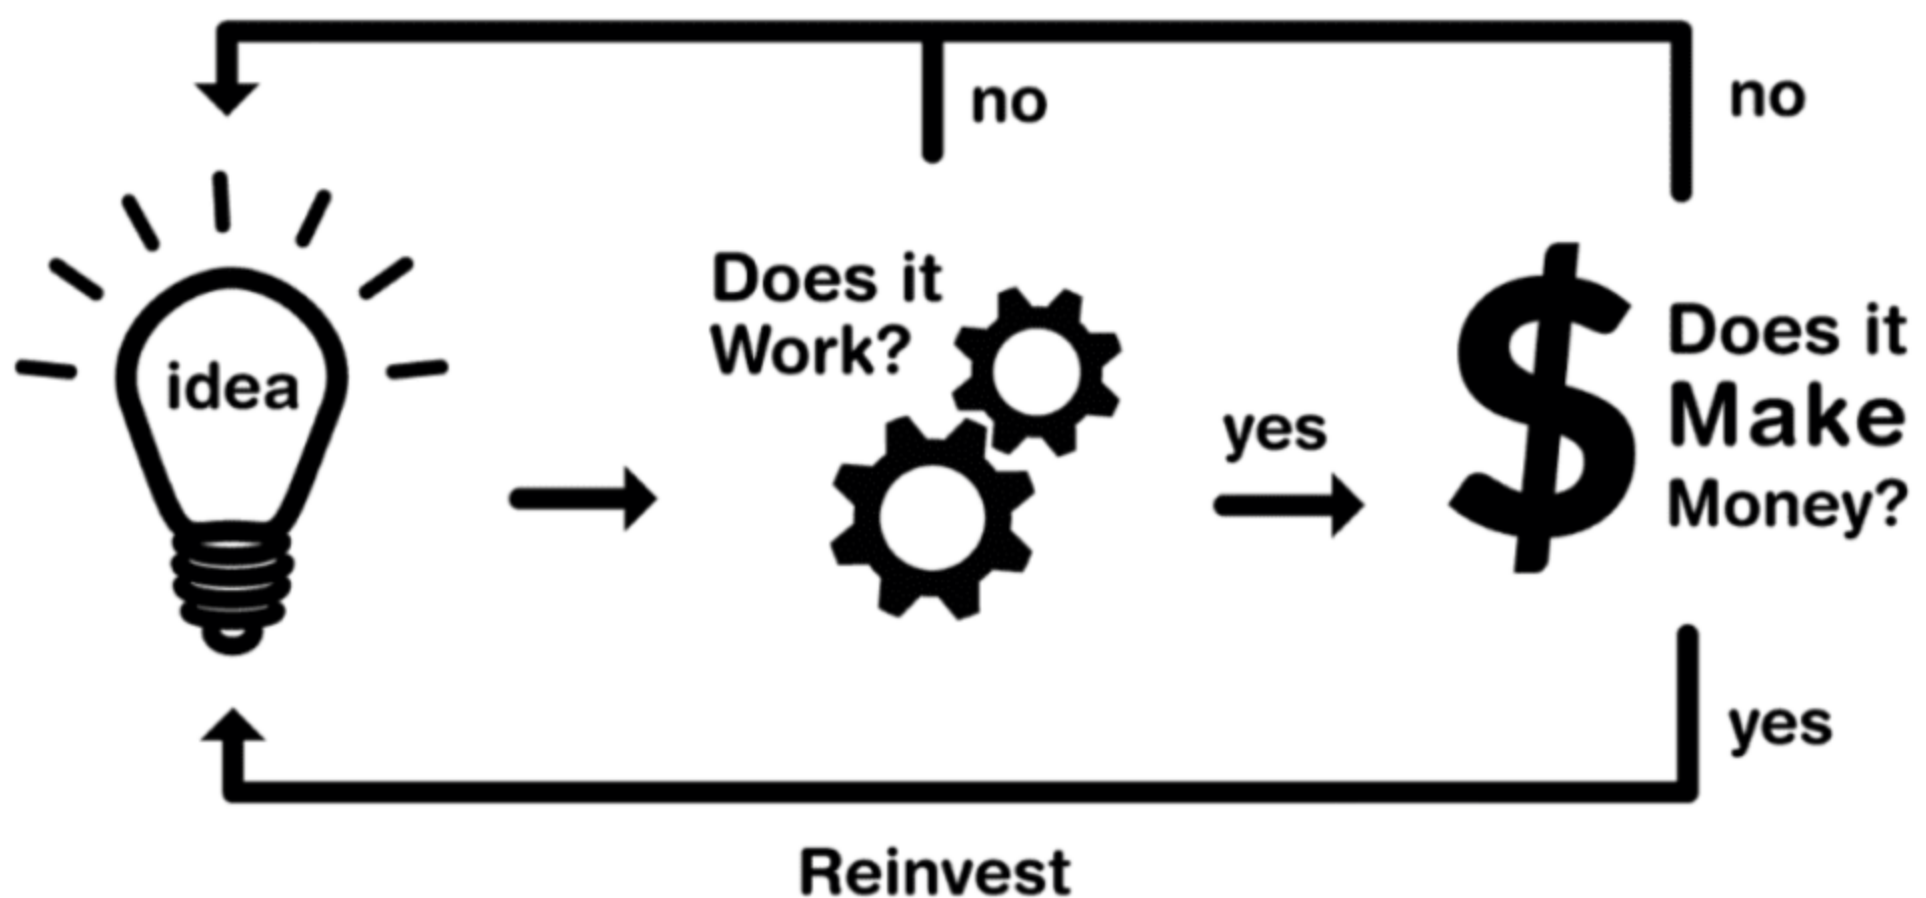 no
no
idea
Does it
Work?
yes
Does it
Make
Money?
yes
Reinvest